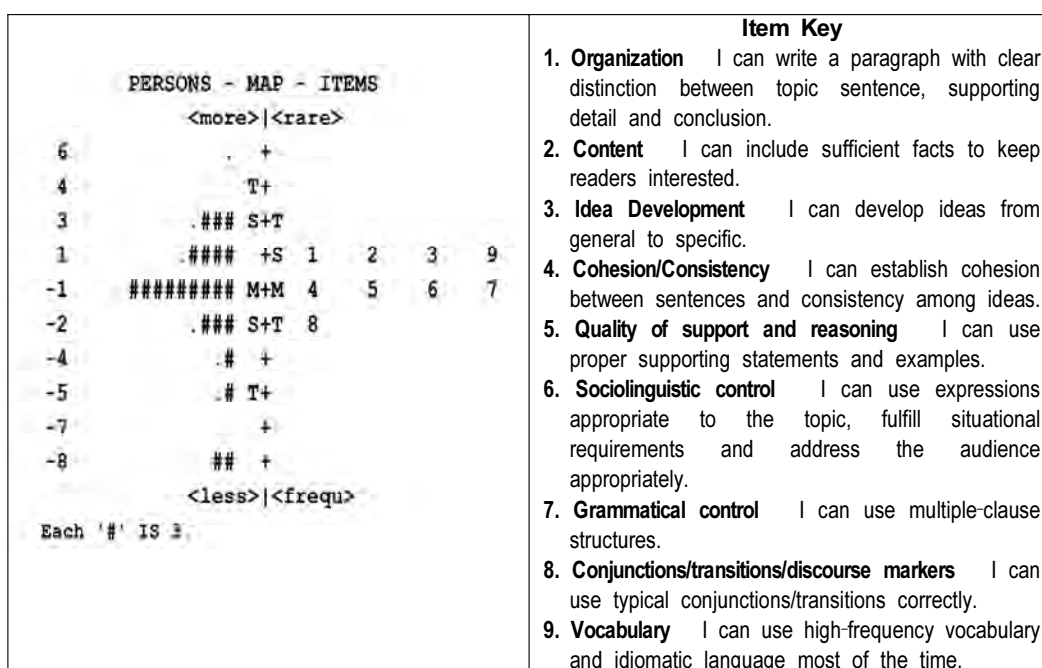 PERSONS - MAP - ITEMS
<more>|<rare>
6 . +
4 T+
3 .### S+T
1 .#### +S 1 2 3 9
-1 ######### M+M 4 5 6 7
-2 .### S+T 8
-4 .# +
-5 .# T+
-7 +
-8 ## +
<less>|<frequ>
Each '#' IS 3.
Item Key
1. Organization I can write a paragraph with clear
distinction between topic sentence, supporting
detail and conclusion.
2. Content I can include sufficient facts to keep
readers interested.
3. Idea Development I can develop ideas from
general to specific.
4. Cohesion/Consistency I can establish cohesion
between sentences and consistency among ideas.
5. Quality of support and reasoning I can use
proper supporting statements and examples.
6. Sociolinguistic control I can use expressions
appropriate to the topic, fulfill situational
requirements and address the audience
appropriately.
7. Grammatical control I can use multiple-clause
structures.
8. Conjunctions/transitions/discourse markers I can
use typical conjunctions/transitions correctly.
9. Vocabulary I can use high-frequency vocabulary
and idiomatic language most of the time.